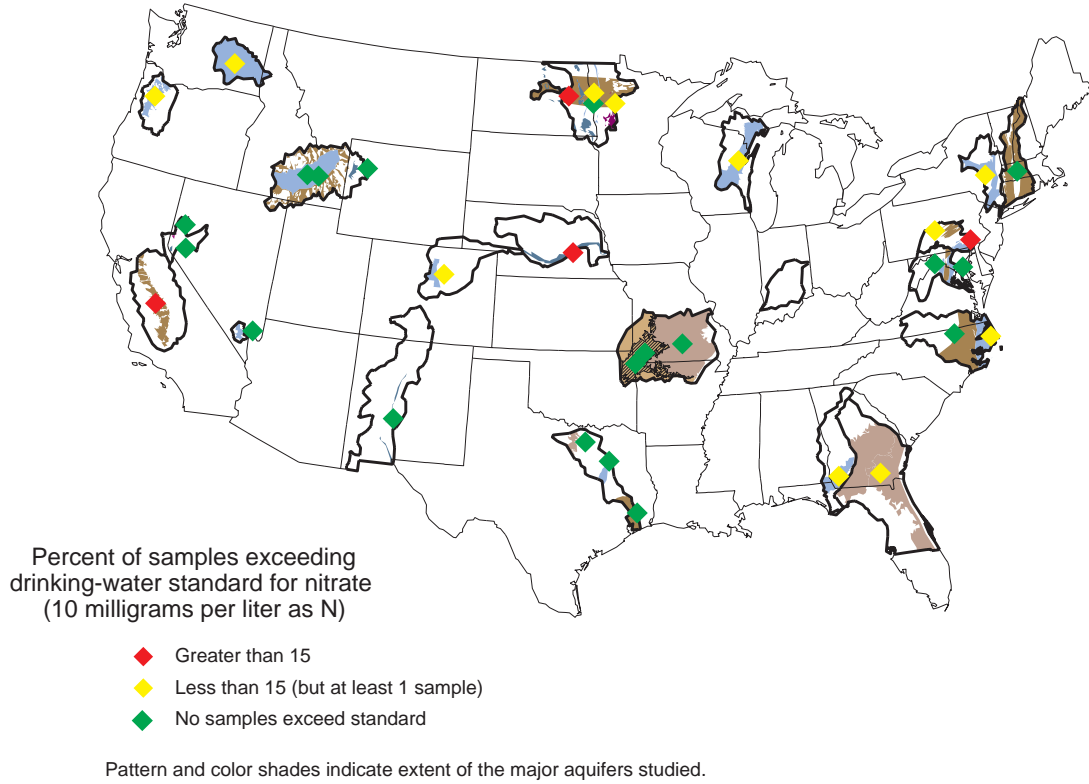 Percent of samples exceeding
drinking-water standard for nitrate
(10 milligrams per liter as N)
Greater than 15
Less than 15 (but at least 1 sample)
No samples exceed standard
Pattern and color shades indicate extent of the major aquifers studied.